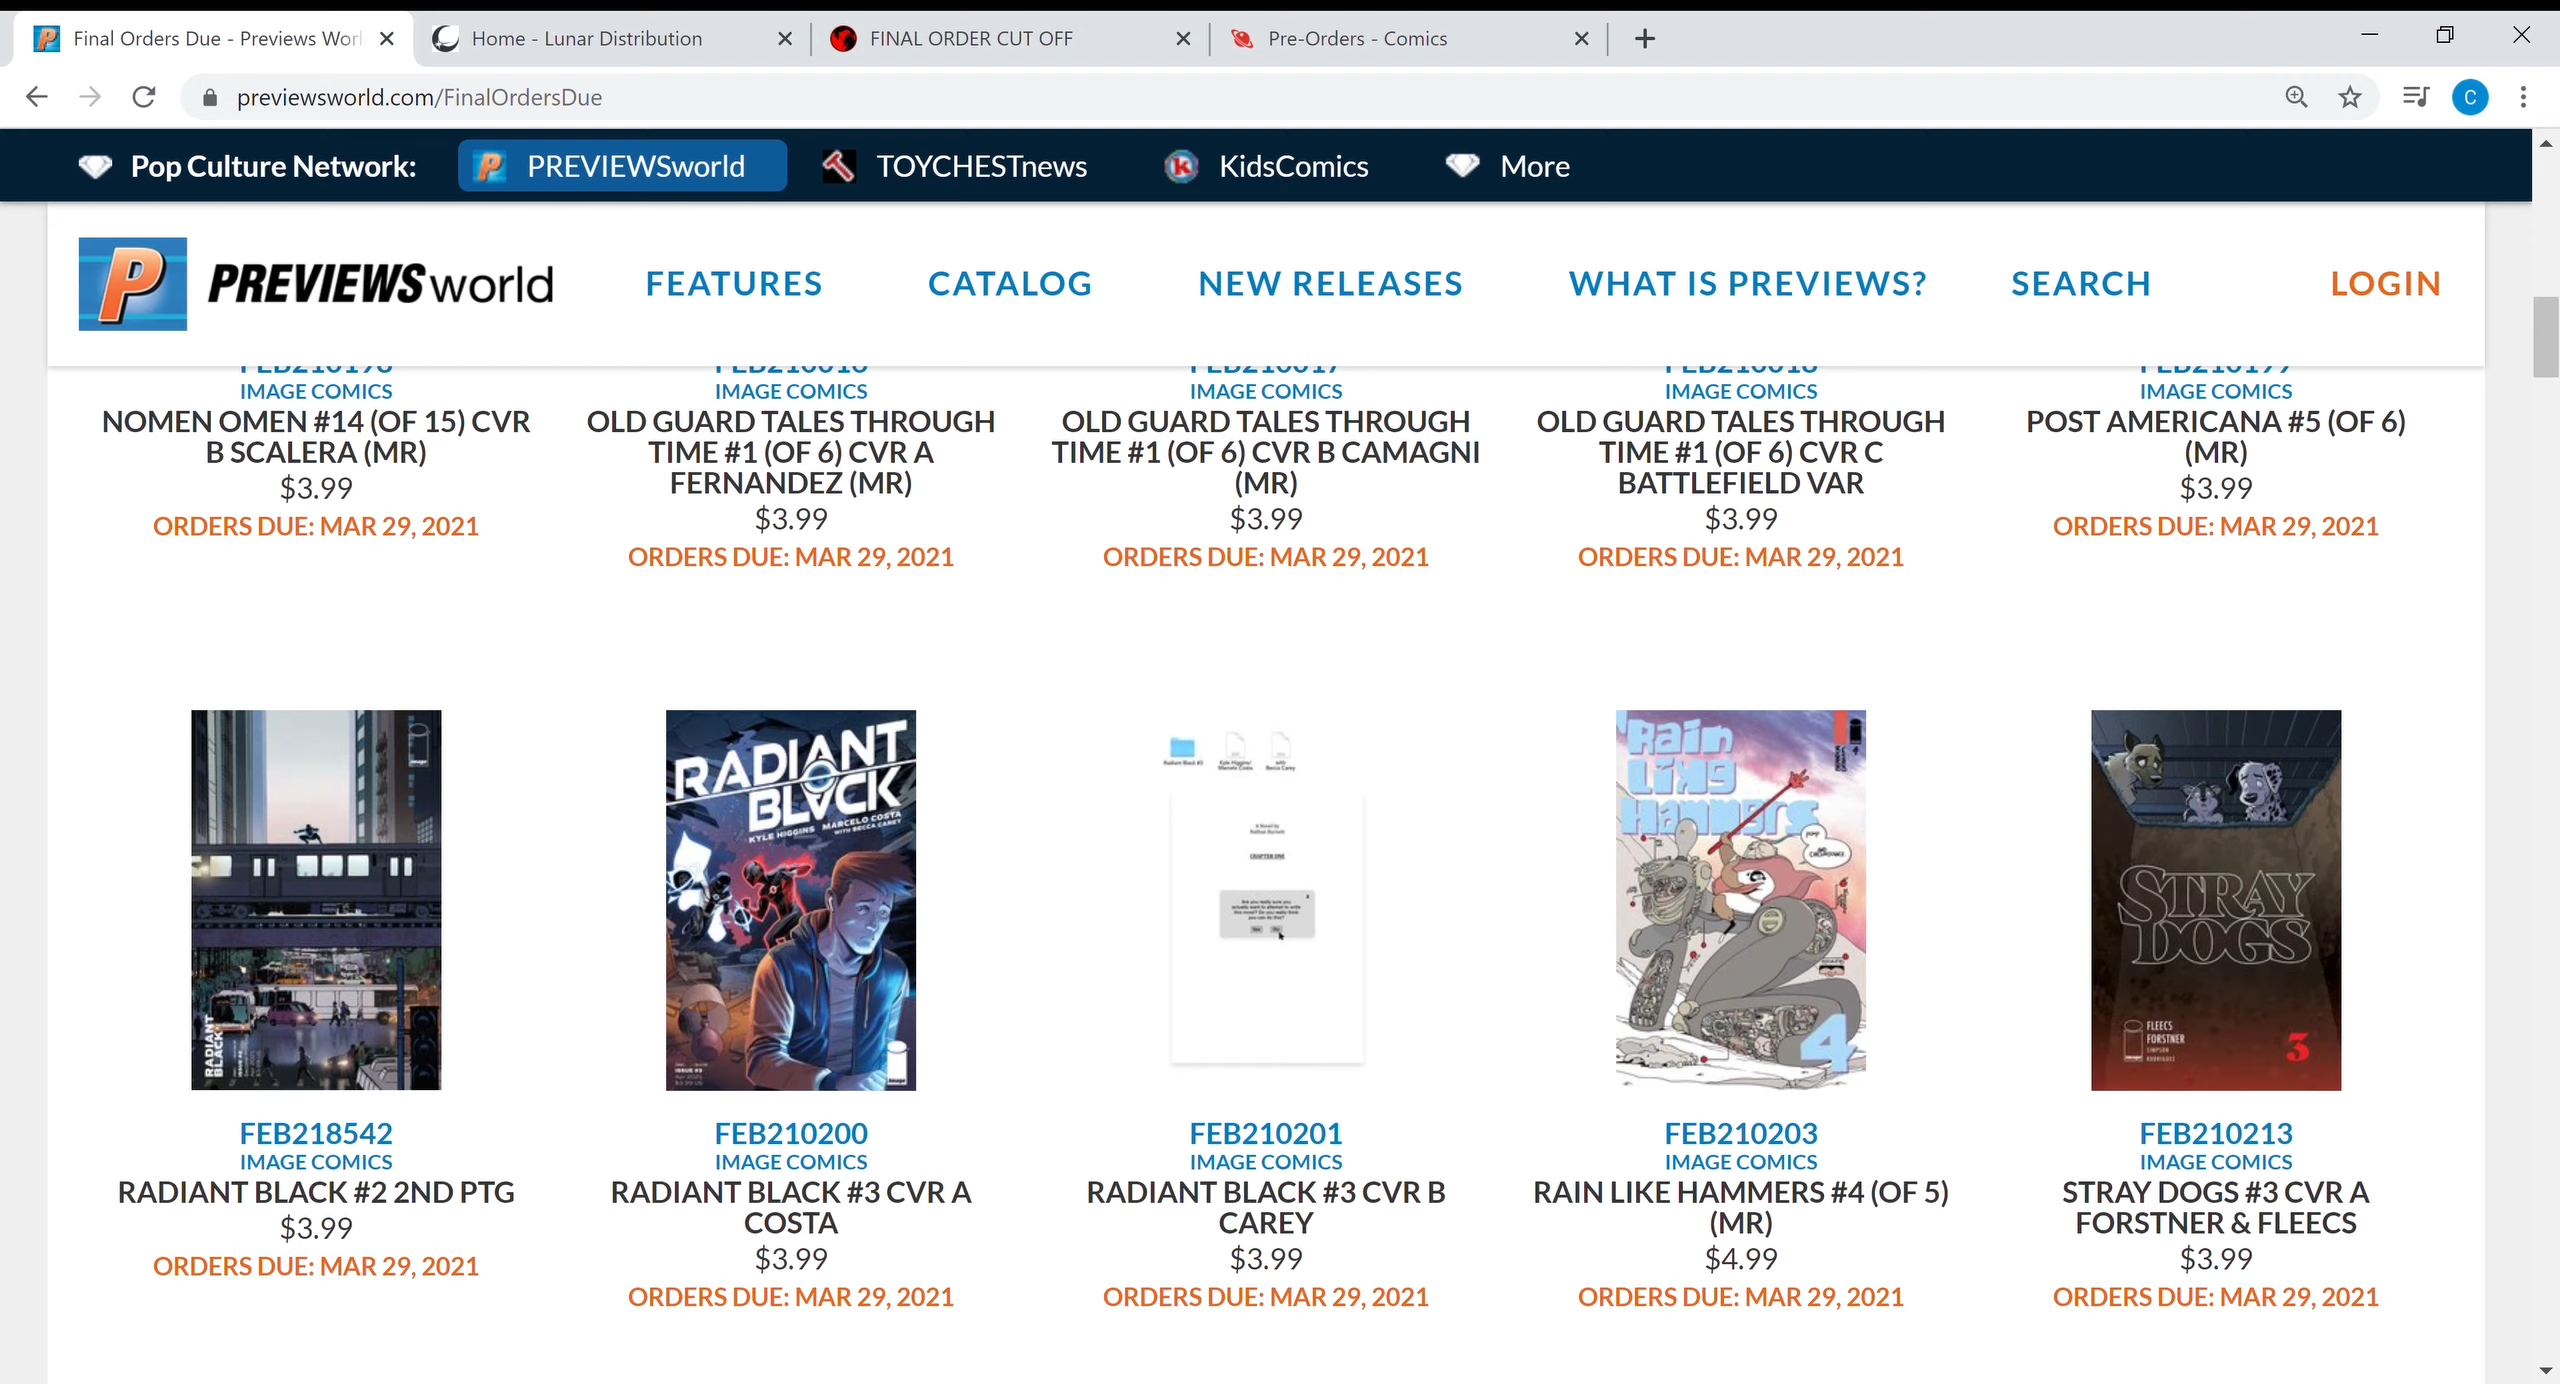 Final Orders Due - Previews Worl
Home - Lunar Distribution
FINAL ORDER CUT OFF
Pre-Orders - Comics
previewsworld.com/FinalOrdersDue
C
Pop Culture Network:
PREVIEWSworld
TOYCHESTnews
KidsComics
More
P PREVIEWSworld
FEATURES
CATALOG
NEW RELEASES
WHAT IS PREVIEWS?
SEARCH
LOGIN
IMAGE COMICS
NOMEN OMEN #14 (OF 15) CVR
B SCALERA (MR)
$3.99
ORDERS DUE: MAR 29, 2021
IMAGE COMICS
OLD GUARD TALES THROUGH
TIME #1 (OF 6) CVR A
FERNANDEZ (MR)
$3.99
ORDERS DUE: MAR 29, 2021
IMAGE COMICS
OLD GUARD TALES THROUGH
TIME #1 (OF 6) CVR B CAMAGNI
(MR)
$3.99
ORDERS DUE: MAR 29, 2021
IMAGE COMICS
OLD GUARD TALES THROUGH
TIME #1 (OF 6) CVR C
BATTLEFIELD VAR
$3.99
ORDERS DUE: MAR 29, 2021
IMAGE COMICS
POST AMERICANA #5 (OF 6)
(MR)
$3.99
ORDERS DUE: MAR 29, 2021
RADIANT
BLACK
FEB218542
IMAGE COMICS
RADIANT BLACK #2 2ND PTG
$3.99
ORDERS DUE: MAR 29, 2021
RADIANT
BLACK
KYLE HIGGINS MARCELO COSTA
WITH BECCA CAREY
FEB210200
IMAGE COMICS
RADIANT BLACK #3 CVR A
COSTA
$3.99
ORDERS DUE: MAR 29, 2021
CHAPTER ONE
FEB210201
IMAGE COMICS
RADIANT BLACK #3 CVR B
CAREY
$3.99
ORDERS DUE: MAR 29, 2021
Rain
Like
Hammers
4
FEB210203
IMAGE COMICS
RAIN LIKE HAMMERS #4 (OF 5)
(MR)
$4.99
ORDERS DUE: MAR 29, 2021
STRAY
DOGS
FLEECS
FORSTNER
3
FEB210213
IMAGE COMICS
STRAY DOGS #3 CVR A
FORSTNER & FLEECS
$3.99
ORDERS DUE: MAR 29, 2021